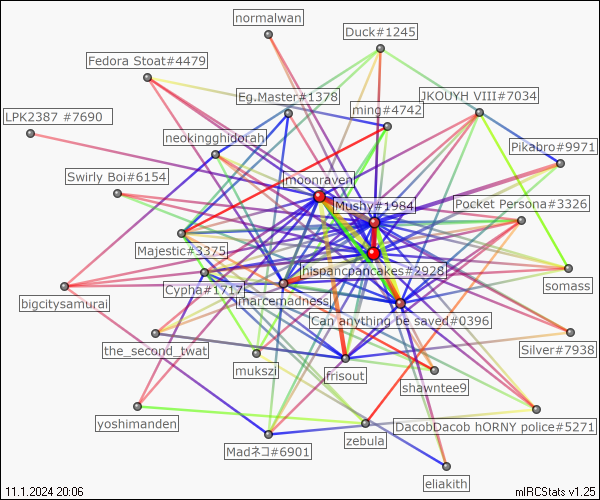 normalwan
Duck#1245
Fedora Stoat#4479
Eg.Master#1378
JKOUYH VIII#7034
ming#4742
LPK2387 #7690
neokingghidorah
Pikabro#9971
Swirly Boi#6154
moonraven
Mushy#1984
Pocket Persona#3326
Majestic#3375
hispancpancakes#2928
somass
Cypha#1717
marcemadness
bigcitysamurai
Can anything be saved#0396
the_second_twat
Silver#7938
mukszi
frisout
shawntee9
yoshimanden
DacobDacob hORNY police#5271
zebula
Madネコ#6901
eliakith
11.1.2024 20:06
mIRCStats v1.25